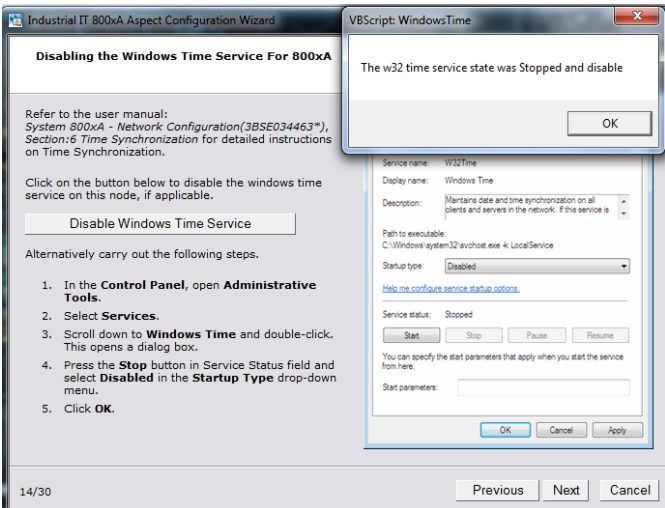 Industrial IT 800xA Aspect Configuration Wizard
Disabling the Windows Time Service For 800xA
Refer to the user manual:
System 800xA - Network Configuration(3BSE034463*),
Section:6 Time Synchronization for detailed instructions
on Time Synchronization.
Click on the button below to disable the windows time
service on this node, if applicable.
Disable Windows Time Service
Alternatively carry out the following steps.
1. In the Control Panel, open Administrative
Tools.
2. Select Services.
3. Scroll down to Windows Time and double-click.
This opens a dialog box.
4. Press the Stop button in Service Status field and
select Disabled in the Startup Type drop-down
menu.
5. Click OK.
VBScript: WindowsTime
The w32 time service state was Stopped and disable
OK
Service name: W32Time
Display name: Windows Time
Description: Maintains date and time synchronization on all
clients and servers in the network. If this service is
Path to executable:
C:\Windows\system32\svchost.exe -k LocalService
Startup type: Disabled
Help me configure service startup options.
Service status: Stopped
Start Stop Pause Resume
You can specify the start parameters that apply when you start the service
from here.
Start parameters:
OK Cancel Apply
14/30
Previous Next Cancel